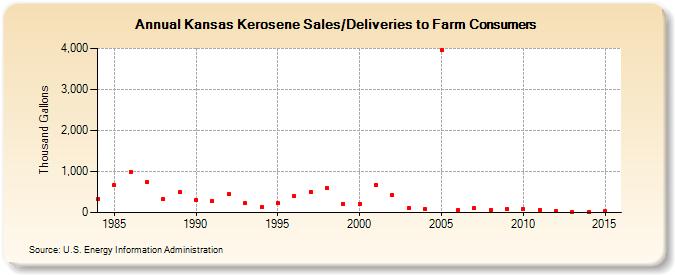 Annual Kansas Kerosene Sales/Deliveries to Farm Consumers
Thousand Gallons
4,000
3,000
2,000
1,000
0
1985 1990 1995 2000 2005 2010 2015
Source: U.S. Energy Information Administration